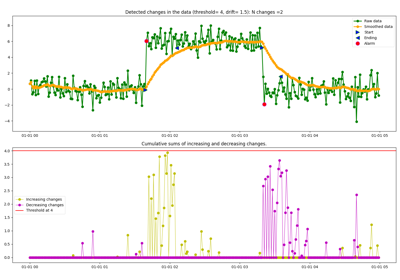 Detected changes in the data (threshold= 4, drift= 1.5): N changes =2
8
6
4
2
0
−2
−4
Raw data
Smoothed data
Start
Ending
Alarm
01-01 00
01-01 01
01-01 02
01-01 03
01-01 04
01-01 05
Cumulative sums of increasing and decreasing changes.
4.0
3.5
3.0
2.5
2.0
1.5
1.0
0.5
0.0
Increasing changes
Decreasing changes
Threshold at 4
01-01 00
01-01 01
01-01 02
01-01 03
01-01 04
01-01 05